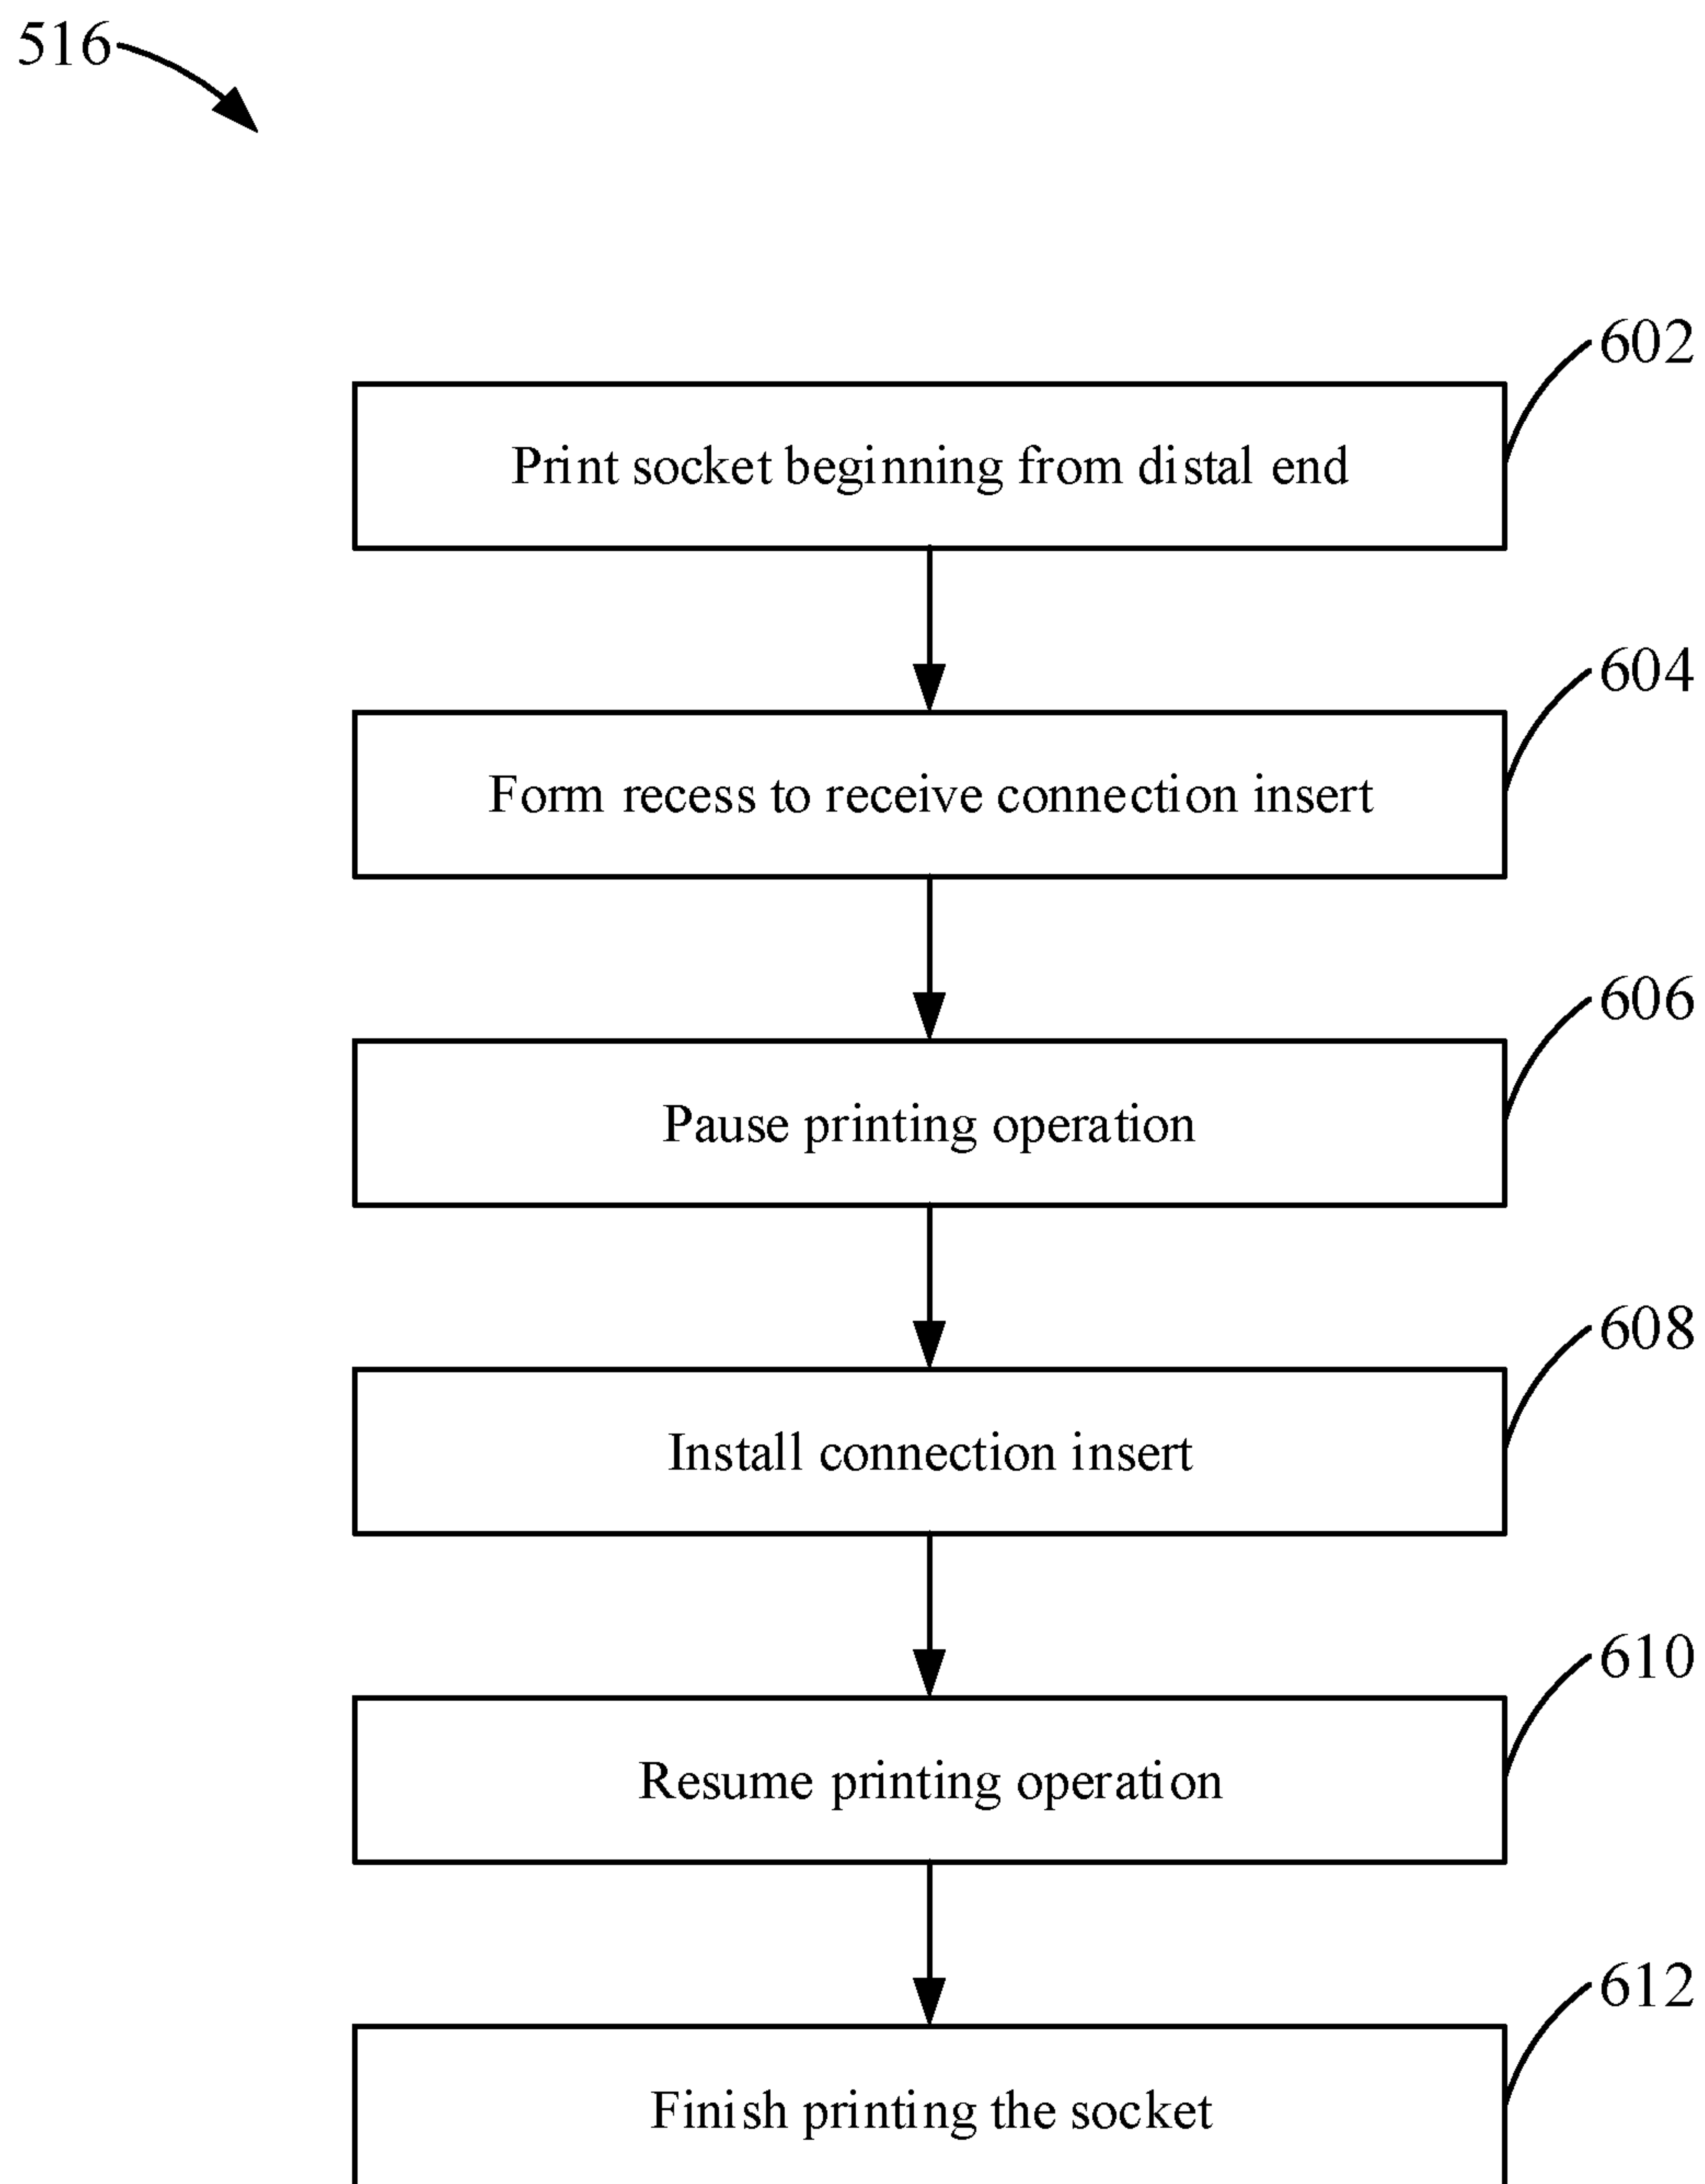 516
602
Print socket beginning from distal end
604
Form recess to receive connection insert
606
Pause printing operation
608
Install connection insert
610
Resume printing operation
612
Finish printing the socket